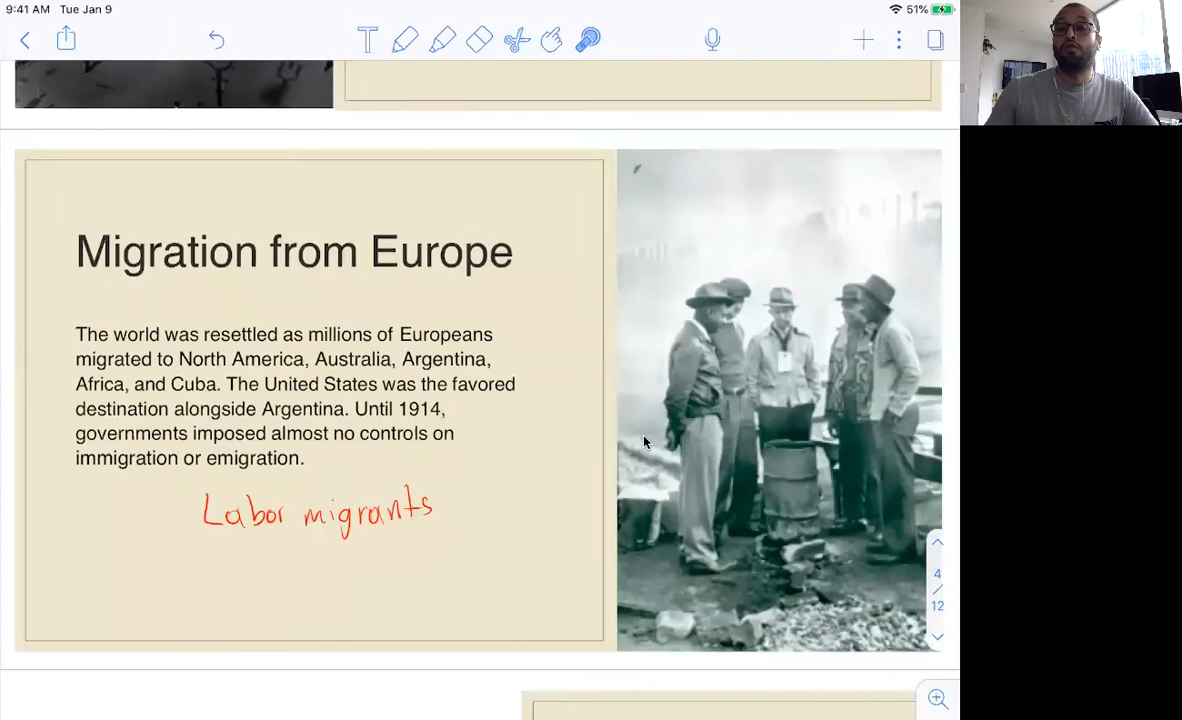 9:41 AM Tue Jan 9
51%
T
Migration from Europe
The world was resettled as millions of Europeans
migrated to North America, Australia, Argentina,
Africa, and Cuba. The United States was the favored
destination alongside Argentina. Until 1914,
governments imposed almost no controls on
immigration or emigration.
Labor migrants
4
/
12